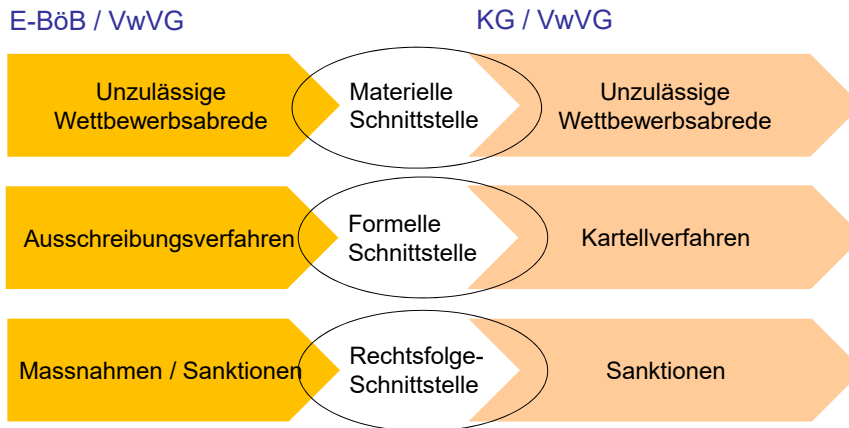 E-BöB / VwVG
KG / VwVG
Unzulässige
Wettbewerbsabrede
Materielle
Schnittstelle
Unzulässige
Wettbewerbsabrede
Ausschreibungsverfahren
Formelle
Schnittstelle
Kartellverfahren
Massnahmen / Sanktionen
Rechtsfolge-
Schnittstelle
Sanktionen